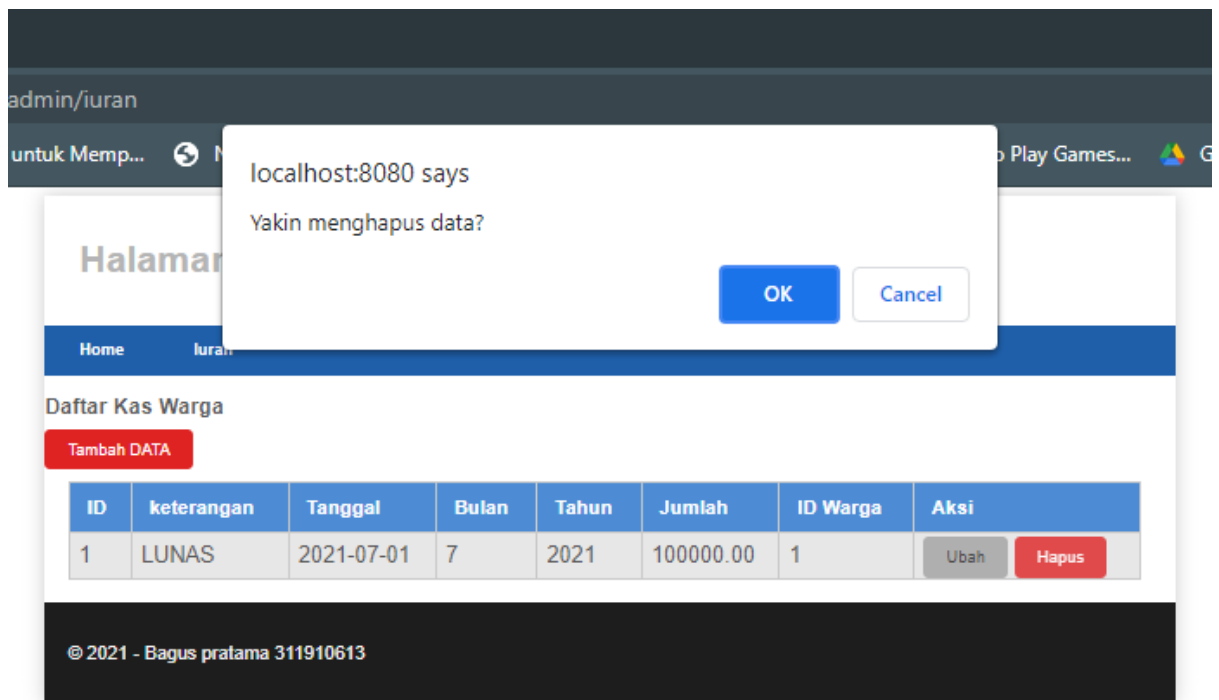 admin/iuran
untuk Memp...
Play Games...
G
localhost:8080 says
Yakin menghapus data?
OK Cancel
Halaman
Home Iuran
Daftar Kas Warga
Tambah DATA
ID keterangan Tanggal Bulan Tahun Jumlah ID Warga Aksi
1 LUNAS 2021-07-01 7 2021 100000.00 1 Ubah Hapus
© 2021 - Bagus pratama 311910613